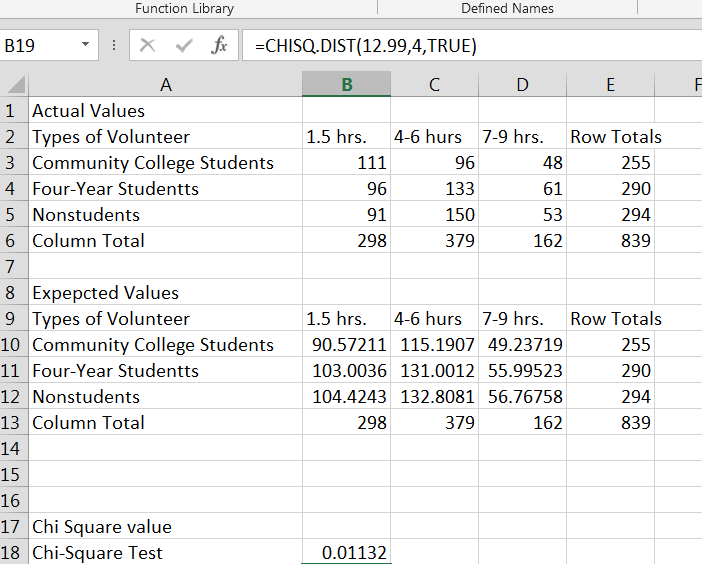 Function Library Defined Names
B19 fx =CHISQ.DIST(12.99,4,TRUE)
A B C D E F
1 Actual Values
2 Types of Volunteer 1.5 hrs. 4-6 hurs 7-9 hrs. Row Totals
3 Community College Students 111 96 48 255
4 Four-Year Studentts 96 133 61 290
5 Nonstudents 91 150 53 294
6 Column Total 298 379 162 839
7
8 Expepcted Values
9 Types of Volunteer 1.5 hrs. 4-6 hurs 7-9 hrs. Row Totals
10 Community College Students 90.57211 115.1907 49.23719 255
11 Four-Year Studentts 103.0036 131.0012 55.99523 290
12 Nonstudents 104.4243 132.8081 56.76758 294
13 Column Total 298 379 162 839
14
15
16
17 Chi Square value
18 Chi-Square Test 0.01132